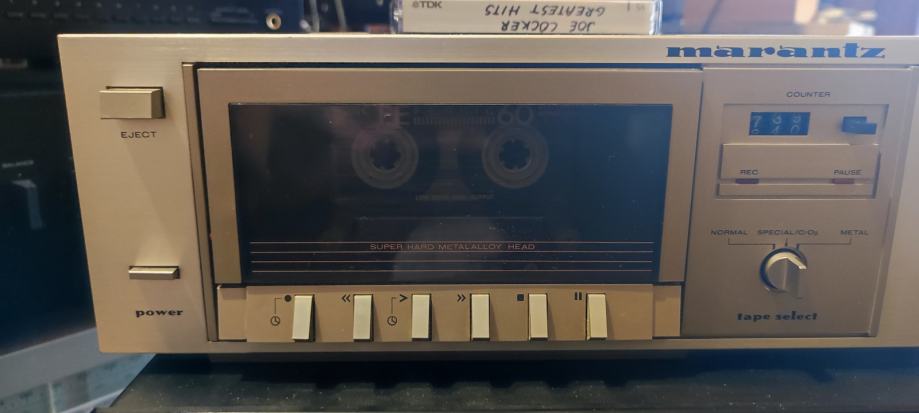 TDK
JOE COCKER
GREATEST HITS
marantz
EJECT
60
SUPER HARD METALALLOY HEAD
power
COUNTER
REC PAUSE
NORMAL SPECIAL/CrO₂ METAL
tape select